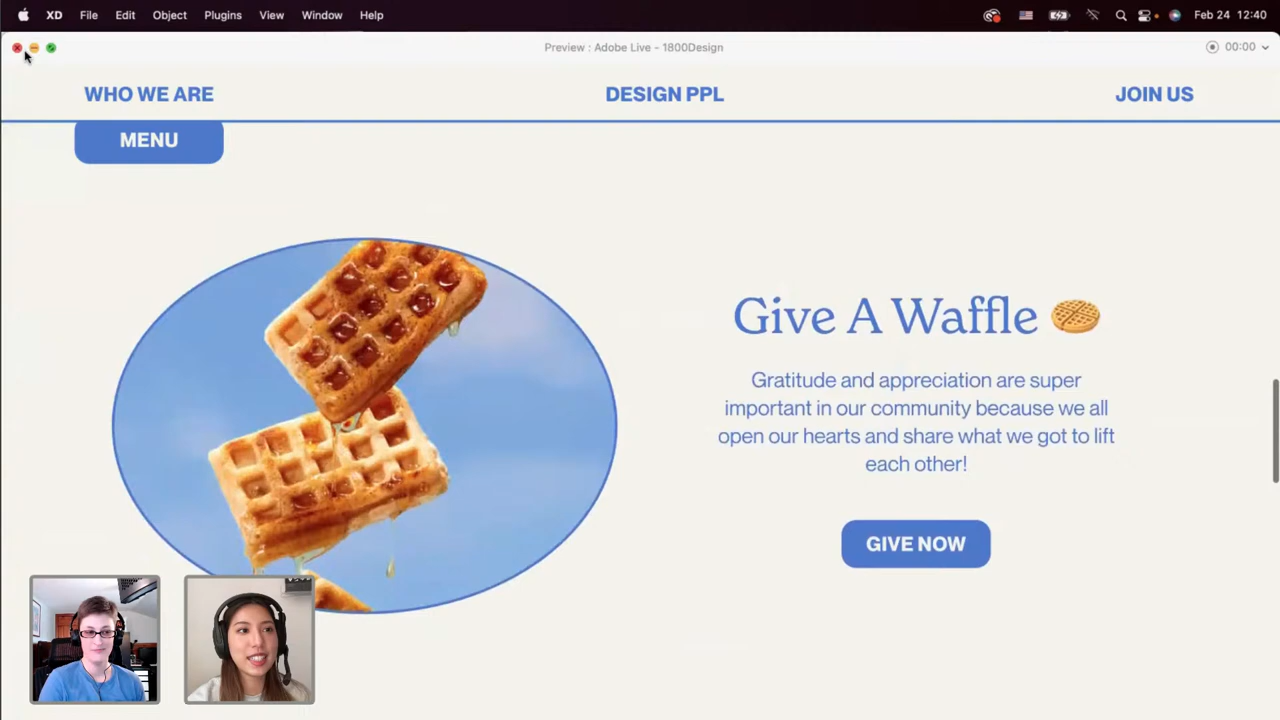 XD File Edit Object Plugins View Window Help Feb 24 12:40
Preview : Adobe Live - 1800Design 00:00
WHO WE ARE DESIGN PPL JOIN US
MENU
Give A Waffle
Gratitude and appreciation are super
important in our community because we all
open our hearts and share what we got to lift
each other!
GIVE NOW